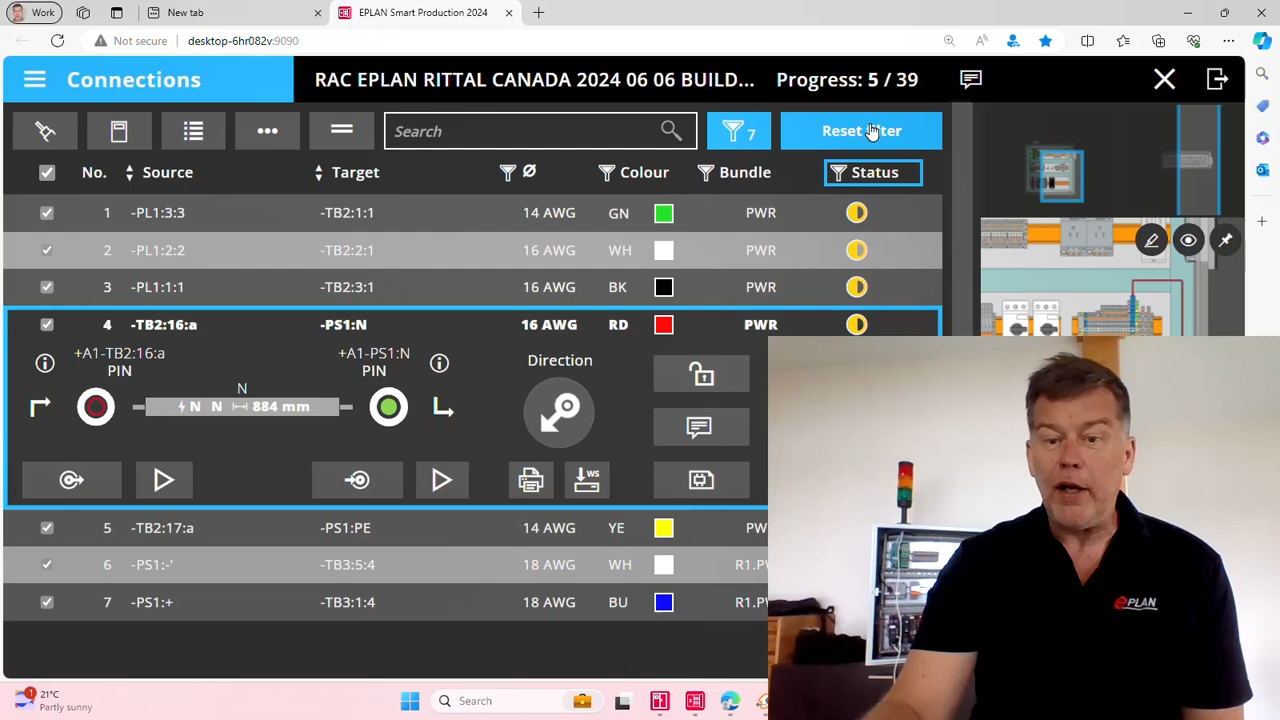 Work
New tab
EPLAN Smart Production 2024
Not secure
desktop-6hr082v:9090
Connections
RAC EPLAN RITTAL CANADA 2024 06 06 BUILD...
Progress: 5 / 39
Search
7
Reset
No. Source Target Ø Colour Bundle Status
1 -PL1:3:3 -TB2:1:1 14 AWG GN PWR
2 -PL1:2:2 -TB2:2:1 16 AWG WH PWR
3 -PL1:1:1 -TB2:3:1 16 AWG BK PWR
4 -TB2:16:a -PS1:N 16 AWG RD PWR
+A1-TB2:16:a
PIN
N
N N 884 mm
+A1-PS1:N
PIN
Direction
WS
5 -TB2:17:a -PS1:PE 14 AWG YE PW
6 -PS1:-' -TB3:5:4 18 AWG WH R1.P
7 -PS1:+ -TB3:1:4 18 AWG BU R1.P
ePLAN
1
21°C
Partly sunny
Search